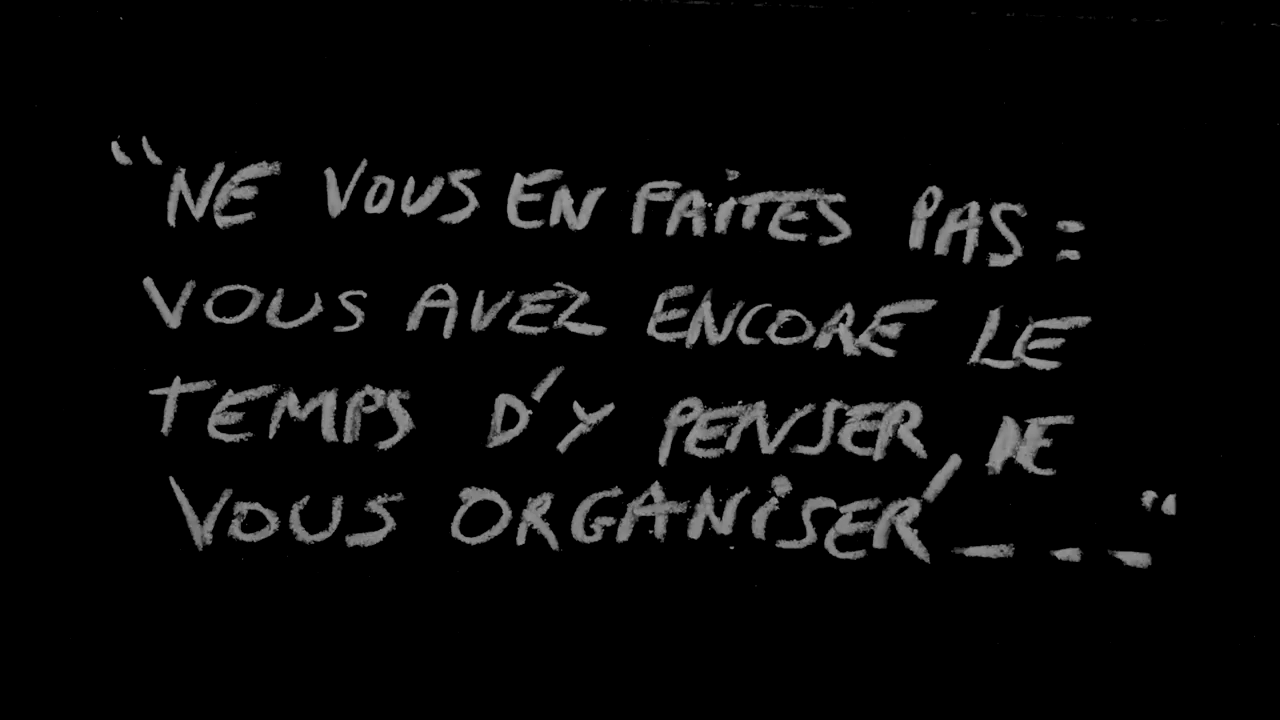 “NE VOUS EN FAITES PAS :
VOUS AVEZ ENCORE LE
TEMPS D'Y PENSER, DE
VOUS ORGANISER _ _ _"